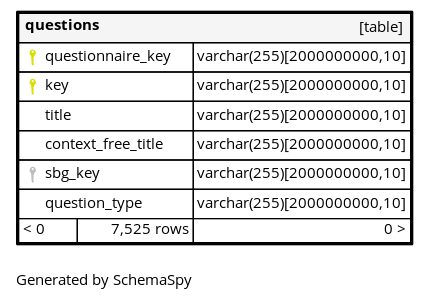 questions [table]
questionnaire_key varchar(255)[2000000000,10]
key varchar(255)[2000000000,10]
title varchar(255)[2000000000,10]
context_free_title varchar(255)[2000000000,10]
sbg_key varchar(255)[2000000000,10]
question_type varchar(255)[2000000000,10]
< 0 7,525 rows 0 >
Generated by SchemaSpy